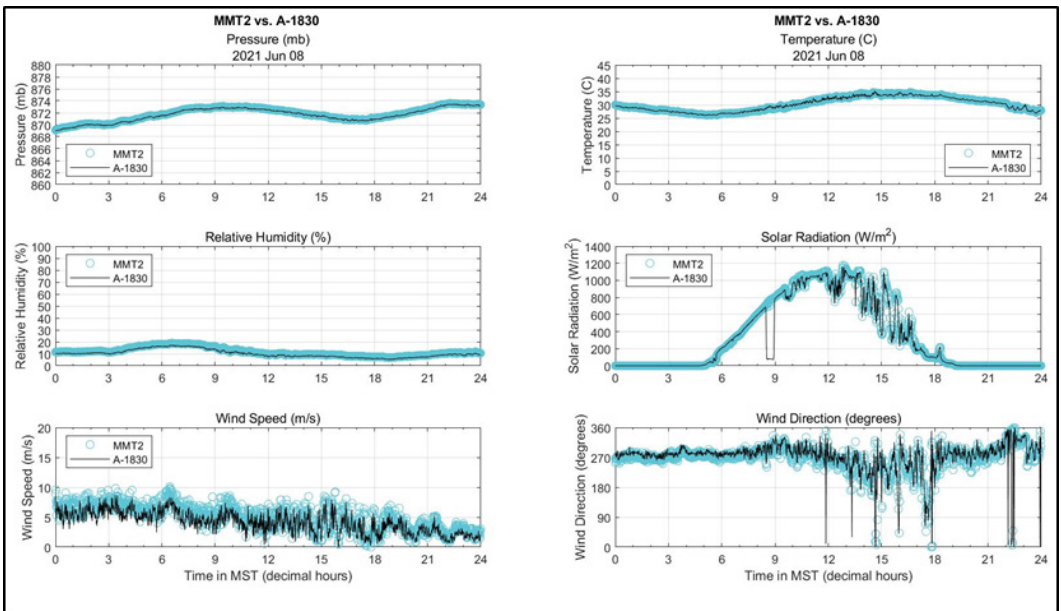 MMT2 vs. A-1830
Pressure (mb)
2021 Jun 08
Pressure (mb)
880
878
876
874
872
870
868
866
864
862
860
MMT2
A-1830
0 3 6 9 12 15 18 21 24
MMT2 vs. A-1830
Temperature (C)
2021 Jun 08
Temperature (C)
45
40
35
30
25
20
15
10
5
0
MMT2
A-1830
0 3 6 9 12 15 18 21 24
Relative Humidity (%)
Relative Humidity (%)
100
90
80
70
60
50
40
30
20
10
0
MMT2
A-1830
0 3 6 9 12 15 18 21 24
Solar Radiation (W/m²)
Solar Radiation (W/m²)
1400
1200
1000
800
600
400
200
0
MMT2
A-1830
0 3 6 9 12 15 18 21 24
Wind Speed (m/s)
Wind Speed (m/s)
20
15
10
5
0
MMT2
A-1830
0 3 6 9 12 15 18 21 24
Time in MST (decimal hours)
Wind Direction (degrees)
Wind Direction (degrees)
360
270
180
90
0
MMT2
A-1830
0 3 6 9 12 15 18 21 24
Time in MST (decimal hours)